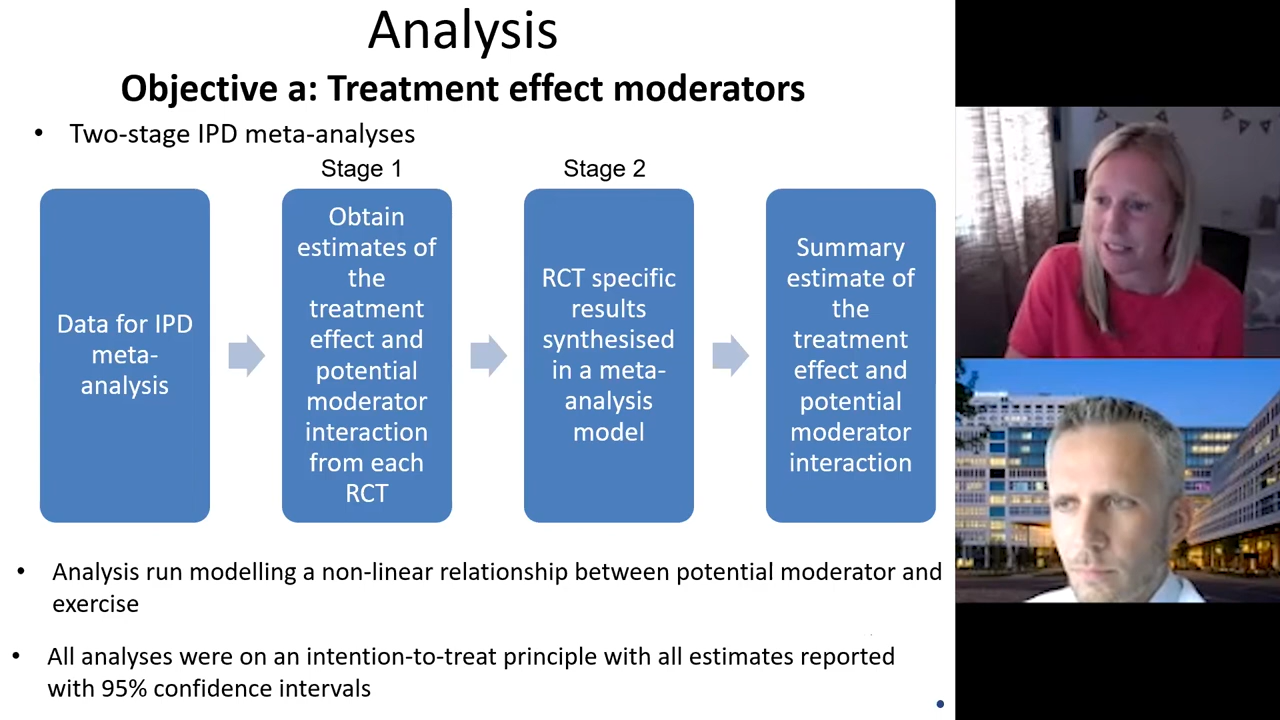 Analysis
Objective a: Treatment effect moderators
• Two-stage IPD meta-analyses
Stage 1
Stage 2
Data for IPD
meta-
analysis
Obtain
estimates of
the
treatment
effect and
potential
moderator
interaction
from each
RCT
RCT specific
results
synthesised
in a meta-
analysis
model
Summary
estimate of
the
treatment
effect and
potential
moderator
interaction
• Analysis run modelling a non-linear relationship between potential moderator and
exercise
• All analyses were on an intention-to-treat principle with all estimates reported
with 95% confidence intervals